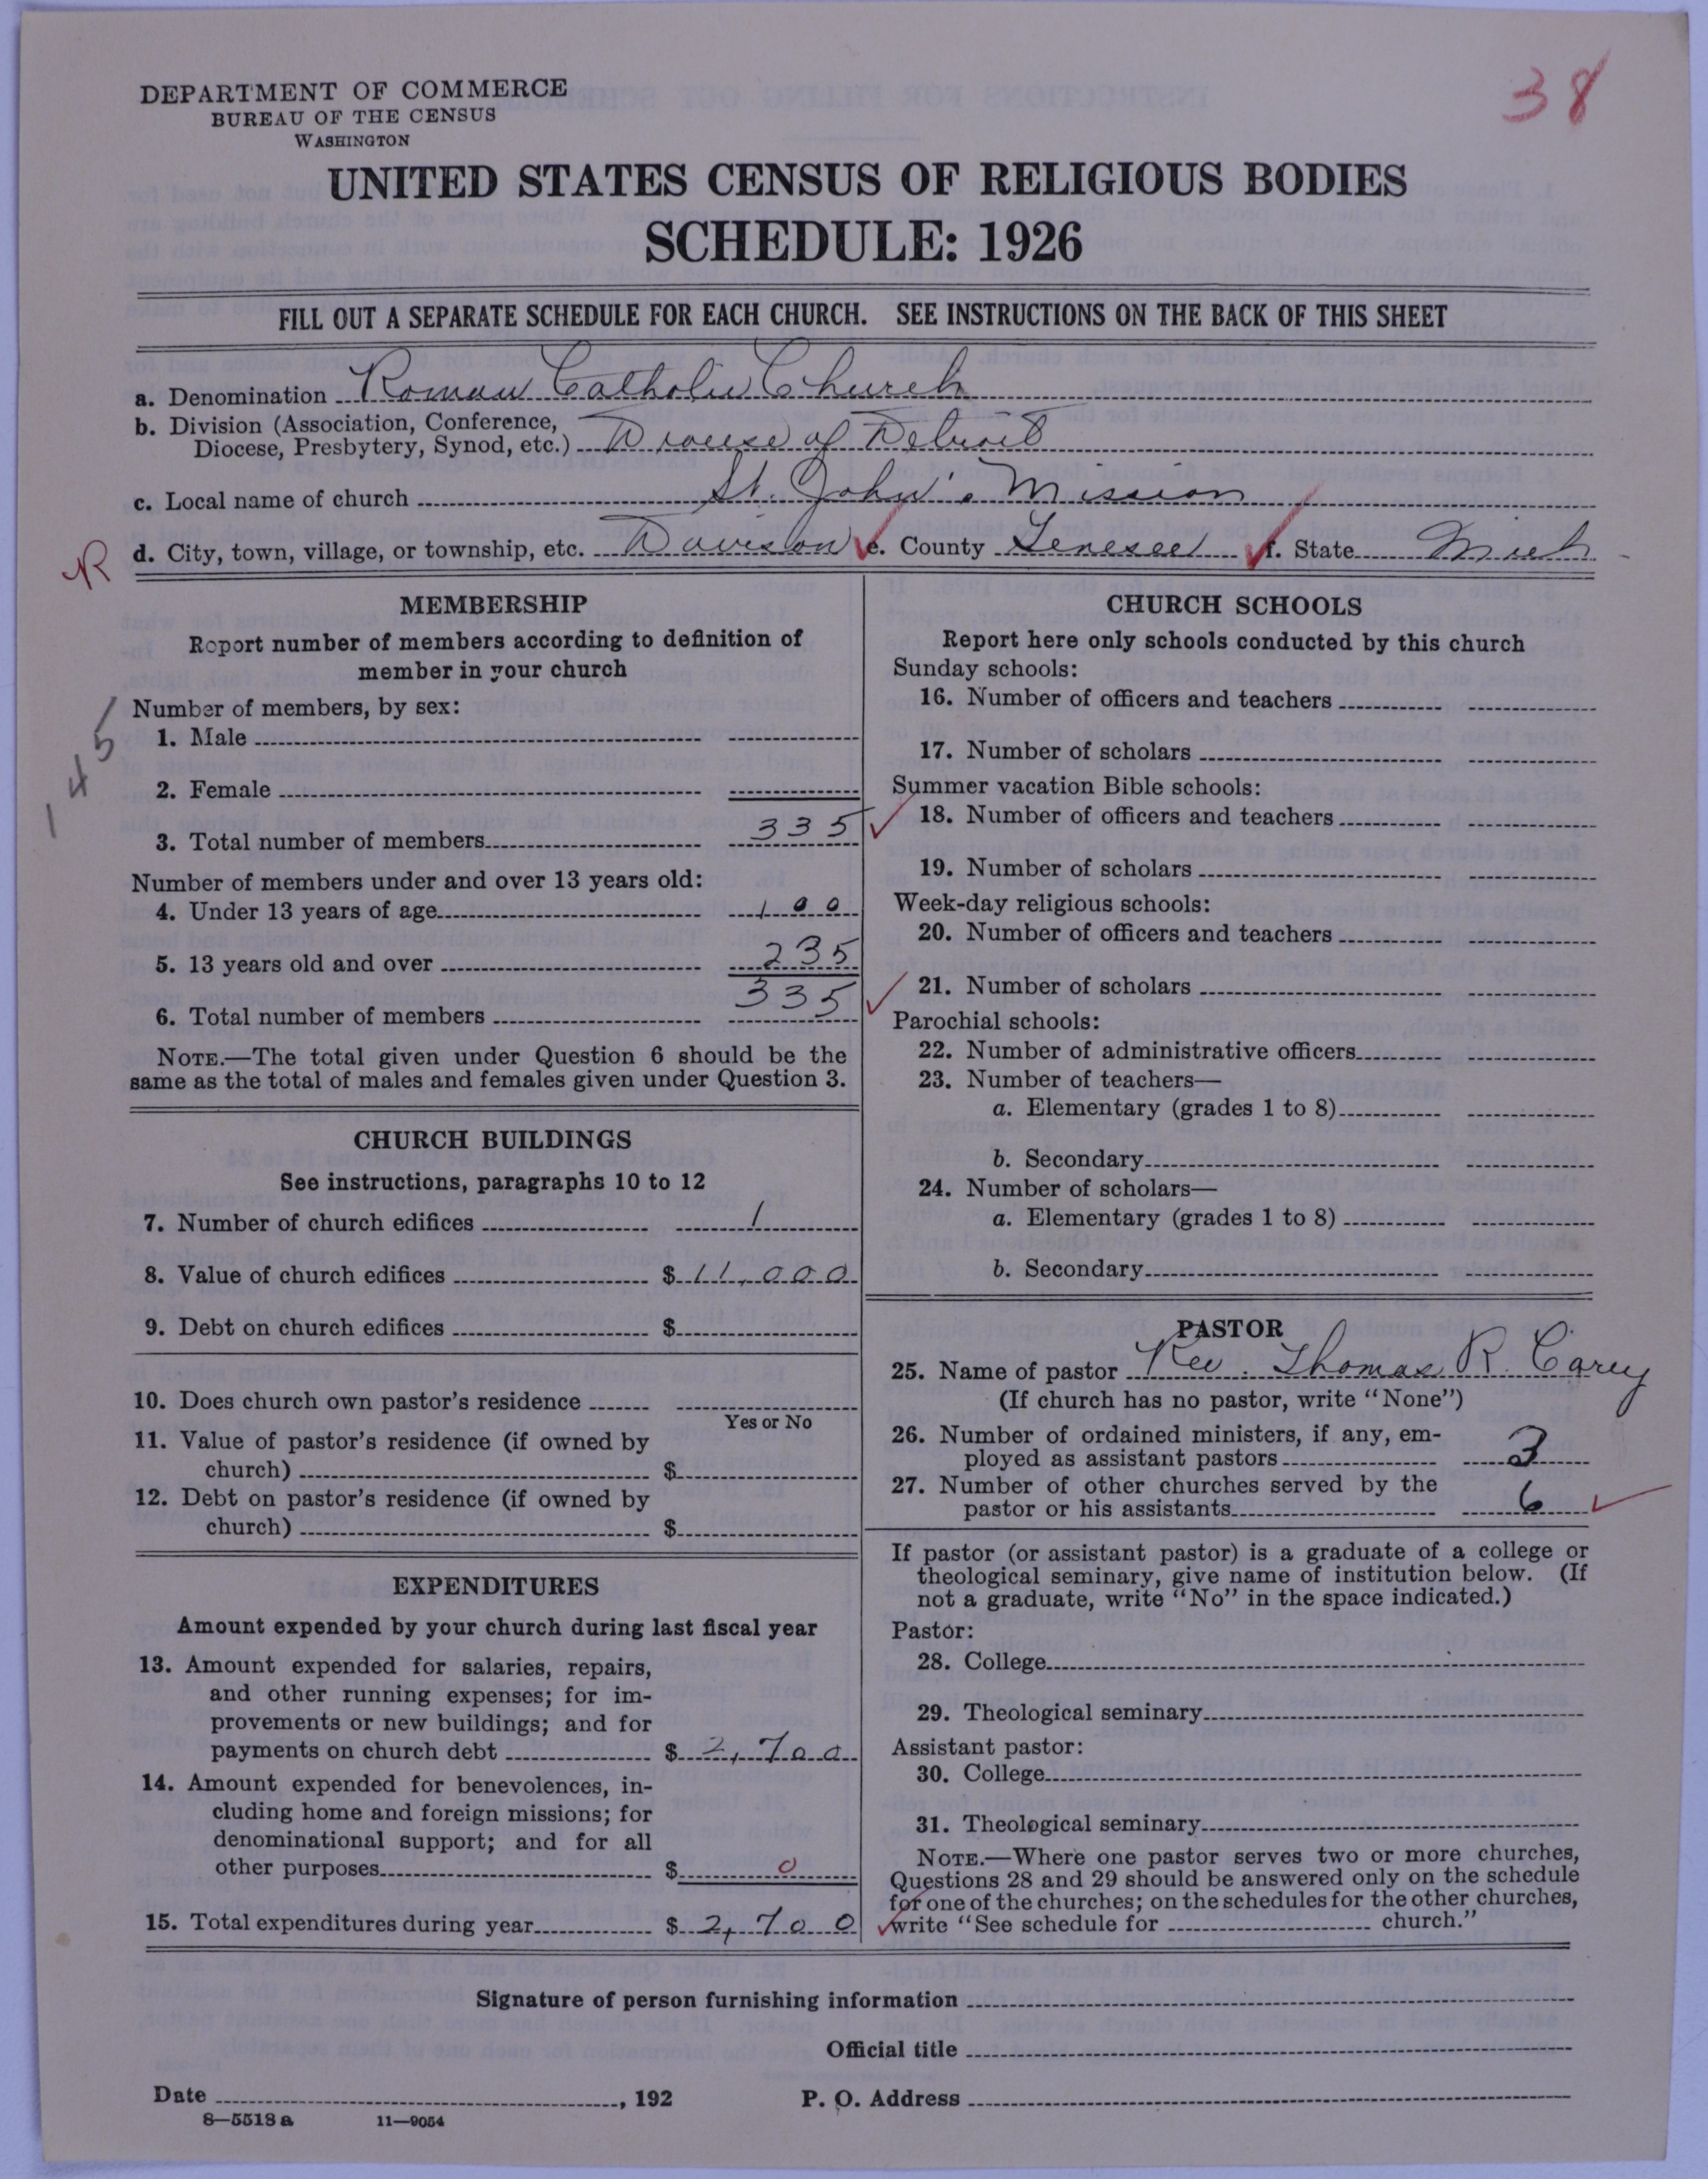 38
DEPARTMENT OF COMMERCE
BUREAU OF THE CENSUS
WASHINGTON
UNITED STATES CENSUS OF RELIGIOUS BODIES
SCHEDULE: 1926
FILL OUT A SEPARATE SCHEDULE FOR EACH CHURCH. SEE INSTRUCTIONS ON THE BACK OF THIS SHEET
a. Denomination Roman Catholic Church
b. Division (Association, Conference,
Diocese, Presbytery, Synod, etc.) Diocese of Detroit
c. Local name of church St. John's Mission
R d. City, town, village, or township, etc. Davison e. County Genesee f. State Mich
MEMBERSHIP
Report number of members according to definition of
member in your church
Number of members, by sex:
145
1. Male
2. Female
3. Total number of members 335
Number of members under and over 13 years old:
4. Under 13 years of age 100
5. 13 years old and over 235
6. Total number of members 335
NOTE.—The total given under Question 6 should be the
same as the total of males and females given under Question 3.
CHURCH BUILDINGS
See instructions, paragraphs 10 to 12
7. Number of church edifices 1
8. Value of church edifices $ 11,000
9. Debt on church edifices $
10. Does church own pastor's residence
Yes or No
11. Value of pastor's residence (if owned by
church) $
12. Debt on pastor's residence (if owned by
church) $
EXPENDITURES
Amount expended by your church during last fiscal year
13. Amount expended for salaries, repairs,
and other running expenses; for im-
provements or new buildings; and for
payments on church debt $ 2,700
14. Amount expended for benevolences, in-
cluding home and foreign missions; for
denominational support; and for all
other purposes $ 0
15. Total expenditures during year $ 2,700
CHURCH SCHOOLS
Report here only schools conducted by this church
Sunday schools:
16. Number of officers and teachers
17. Number of scholars
Summer vacation Bible schools:
18. Number of officers and teachers
19. Number of scholars
Week-day religious schools:
20. Number of officers and teachers
21. Number of scholars
Parochial schools:
22. Number of administrative officers
23. Number of teachers—
a. Elementary (grades 1 to 8)
b. Secondary
24. Number of scholars—
a. Elementary (grades 1 to 8)
b. Secondary
PASTOR
25. Name of pastor Rev. Thomas R. Carey
(If church has no pastor, write "None")
26. Number of ordained ministers, if any, em-
ployed as assistant pastors 3
27. Number of other churches served by the
pastor or his assistants 6
If pastor (or assistant pastor) is a graduate of a college or
theological seminary, give name of institution below. (If
not a graduate, write "No" in the space indicated.)
Pastor:
28. College
29. Theological seminary
Assistant pastor:
30. College
31. Theological seminary
NOTE.—Where one pastor serves two or more churches,
Questions 28 and 29 should be answered only on the schedule
for one of the churches; on the schedules for the other churches,
write "See schedule for church."
Signature of person furnishing information
Official title
Date , 192 P. O. Address
8—5518 a 11—9054